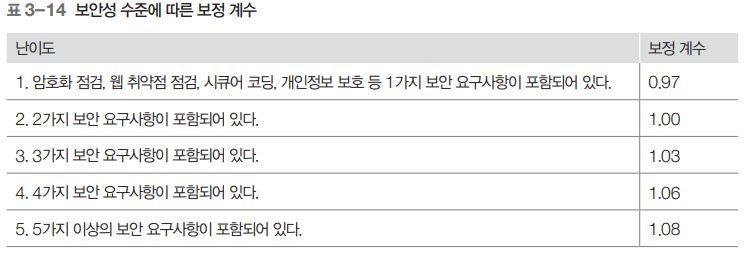 표 3-14 보안성 수준에 따른 보정 계수
난이도 보정 계수
1. 암호화 점검, 웹 취약점 점검, 시큐어 코딩, 개인정보 보호 등 1가지 보안 요구사항이 포함되어 있다. 0.97
2. 2가지 보안 요구사항이 포함되어 있다. 1.00
3. 3가지 보안 요구사항이 포함되어 있다. 1.03
4. 4가지 보안 요구사항이 포함되어 있다. 1.06
5. 5가지 이상의 보안 요구사항이 포함되어 있다. 1.08